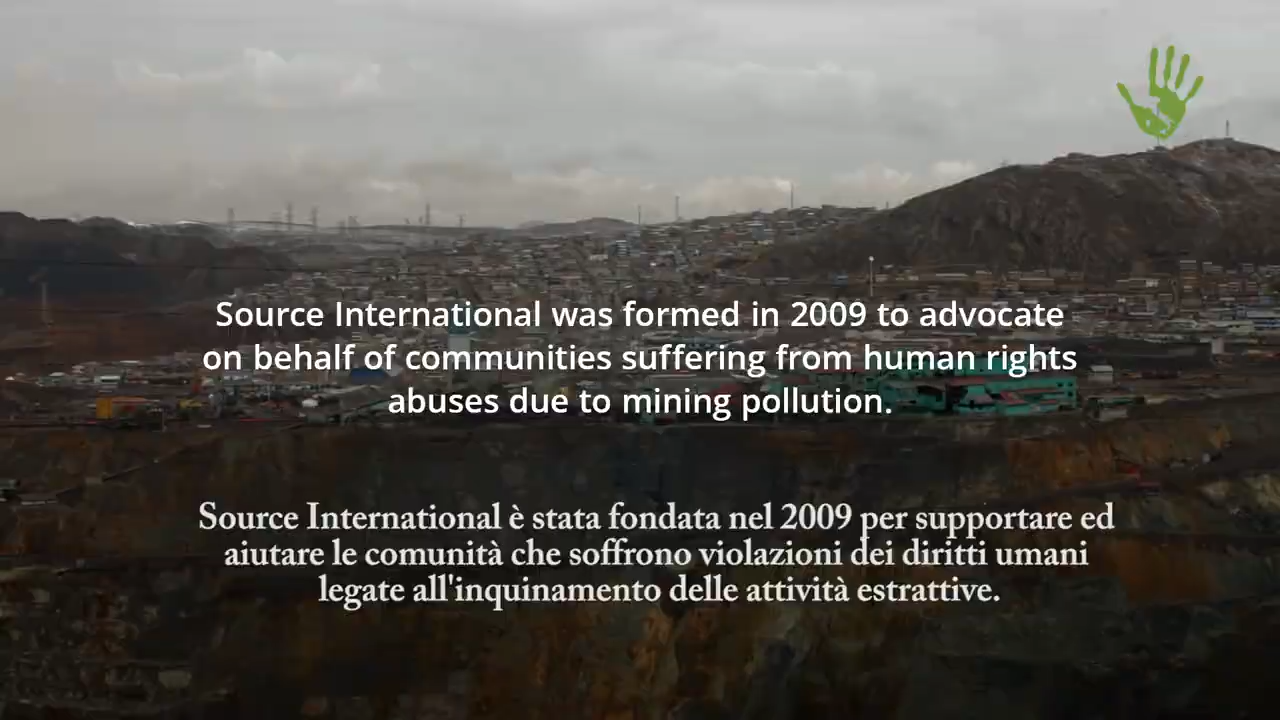 Source International was formed in 2009 to advocate
on behalf of communities suffering from human rights
abuses due to mining pollution.
Source International è stata fondata nel 2009 per supportare ed
aiutare le comunità che soffrono violazioni dei diritti umani
legate all'inquinamento delle attività estrattive.